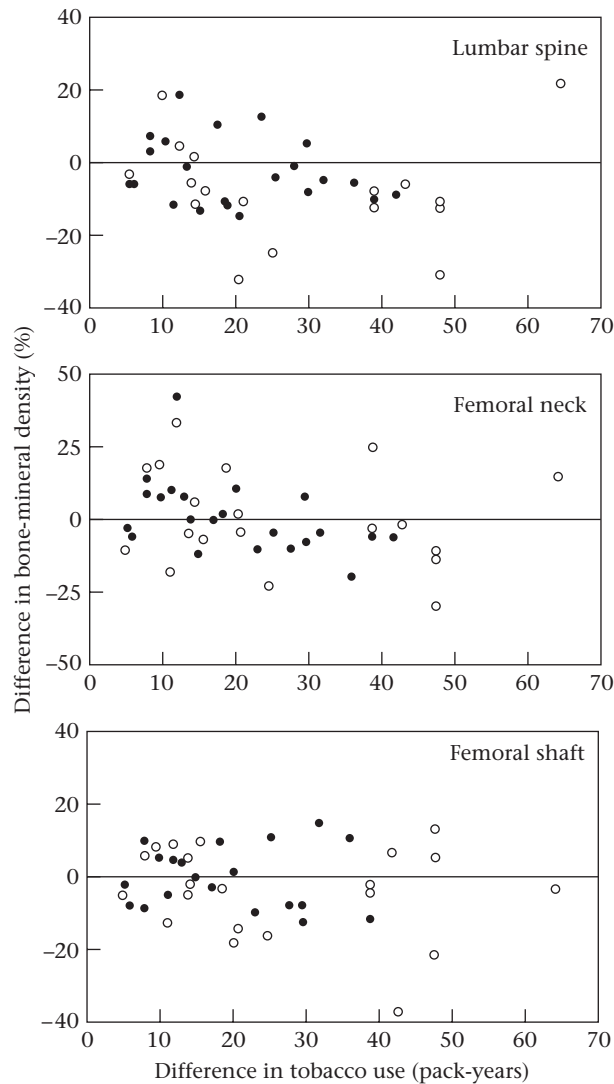 Difference in bone-mineral density (%)
Lumbar spine
40
20
0
−20
−40
0 10 20 30 40 50 60 70
Femoral neck
50
25
0
−25
−50
0 10 20 30 40 50 60 70
Femoral shaft
40
20
0
−20
−40
0 10 20 30 40 50 60 70
Difference in tobacco use (pack-years)